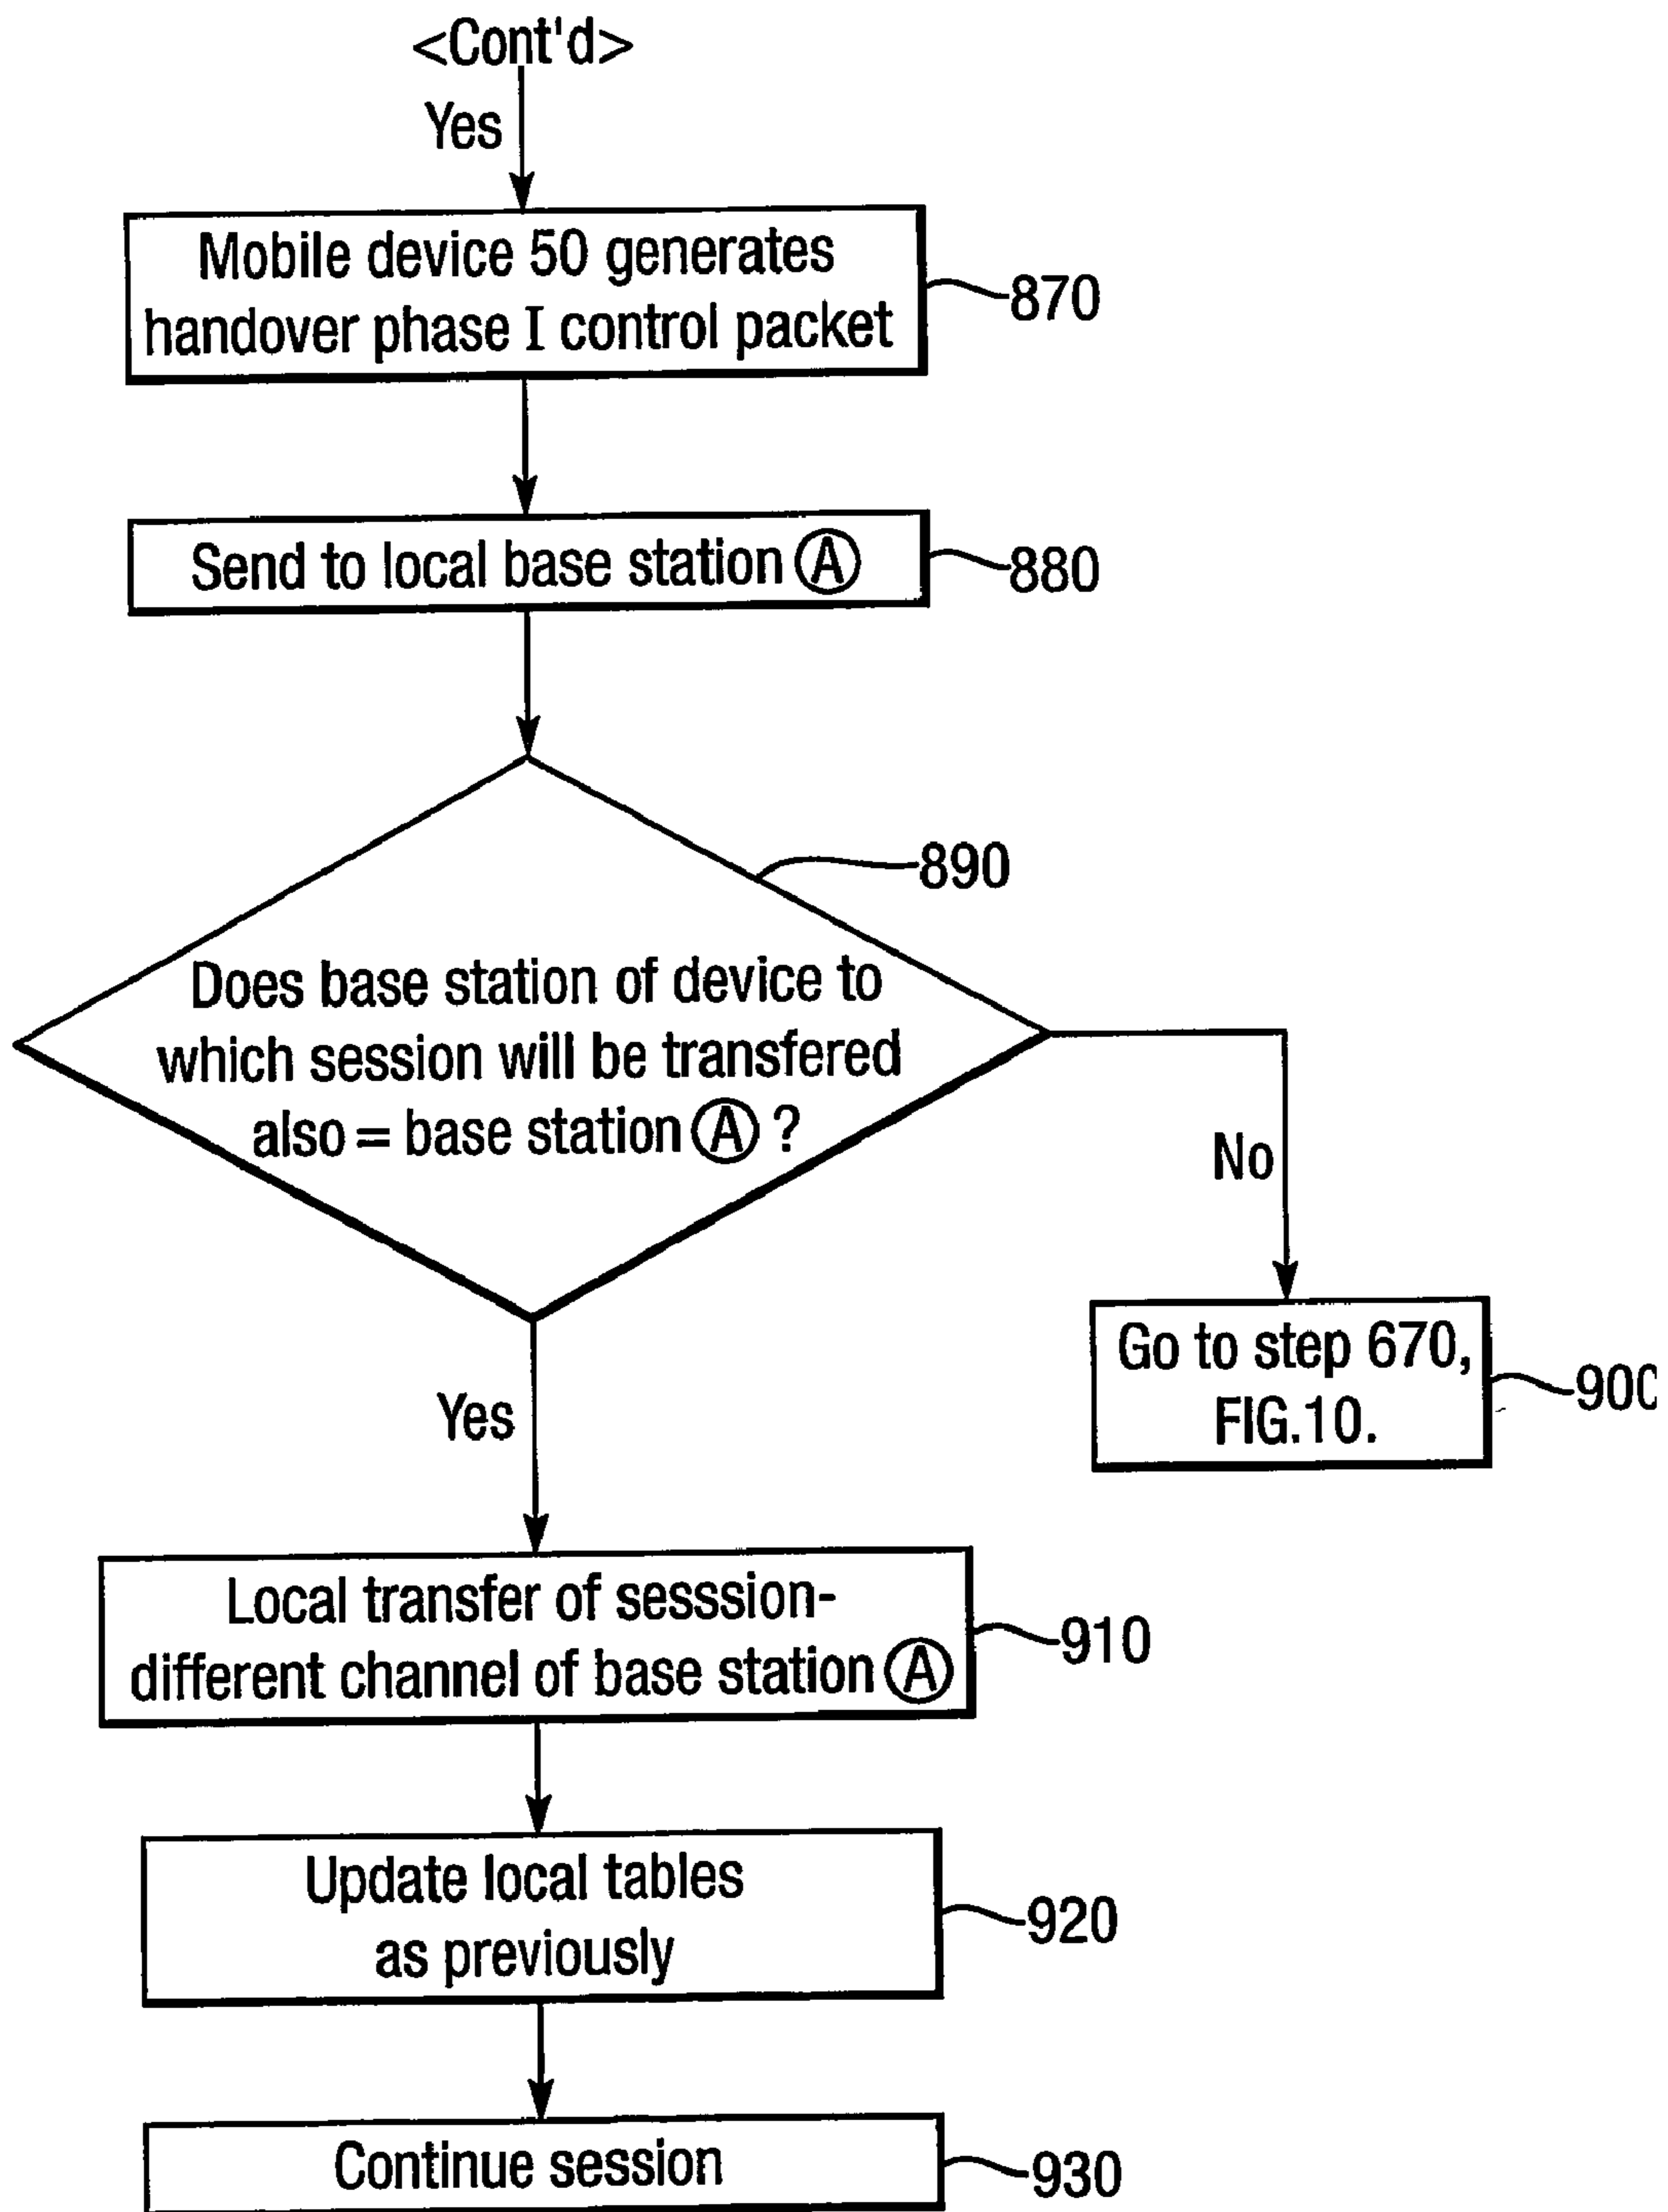 <Cont'd>
Yes
Mobile device 50 generates
handover phase I control packet
870
Send to local base station Ⓐ
880
890
Does base station of device to
which session will be transfered
also = base station Ⓐ ?
No
Go to step 670,
FIG.10.
900
Yes
Local transfer of sesssion-
different channel of base station Ⓐ
910
Update local tables
as previously
920
Continue session
930